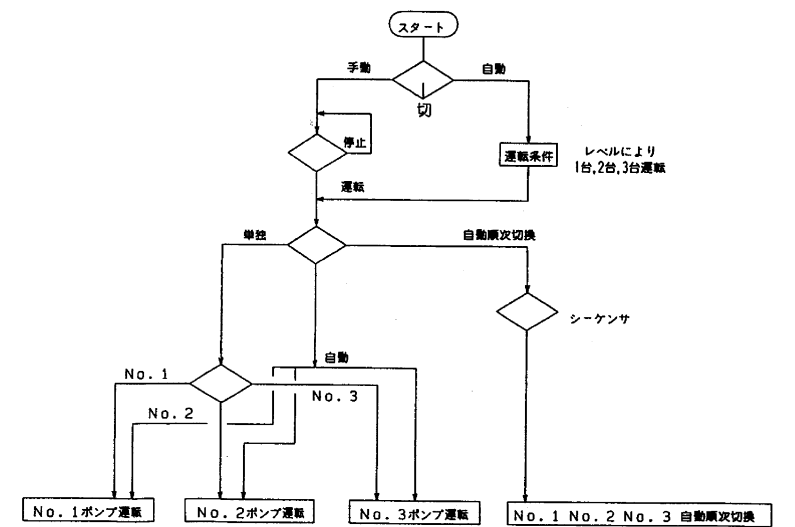 スタート
手動
自動
切
停止
運転条件
レベルにより
1台,2台,3台運転
運転
単独
自動順次切換
シーケンサ
自動
No.1
No.3
No.2
No.1ポンプ運転
No.2ポンプ運転
No.3ポンプ運転
No.1 No.2 No.3 自動順次切換